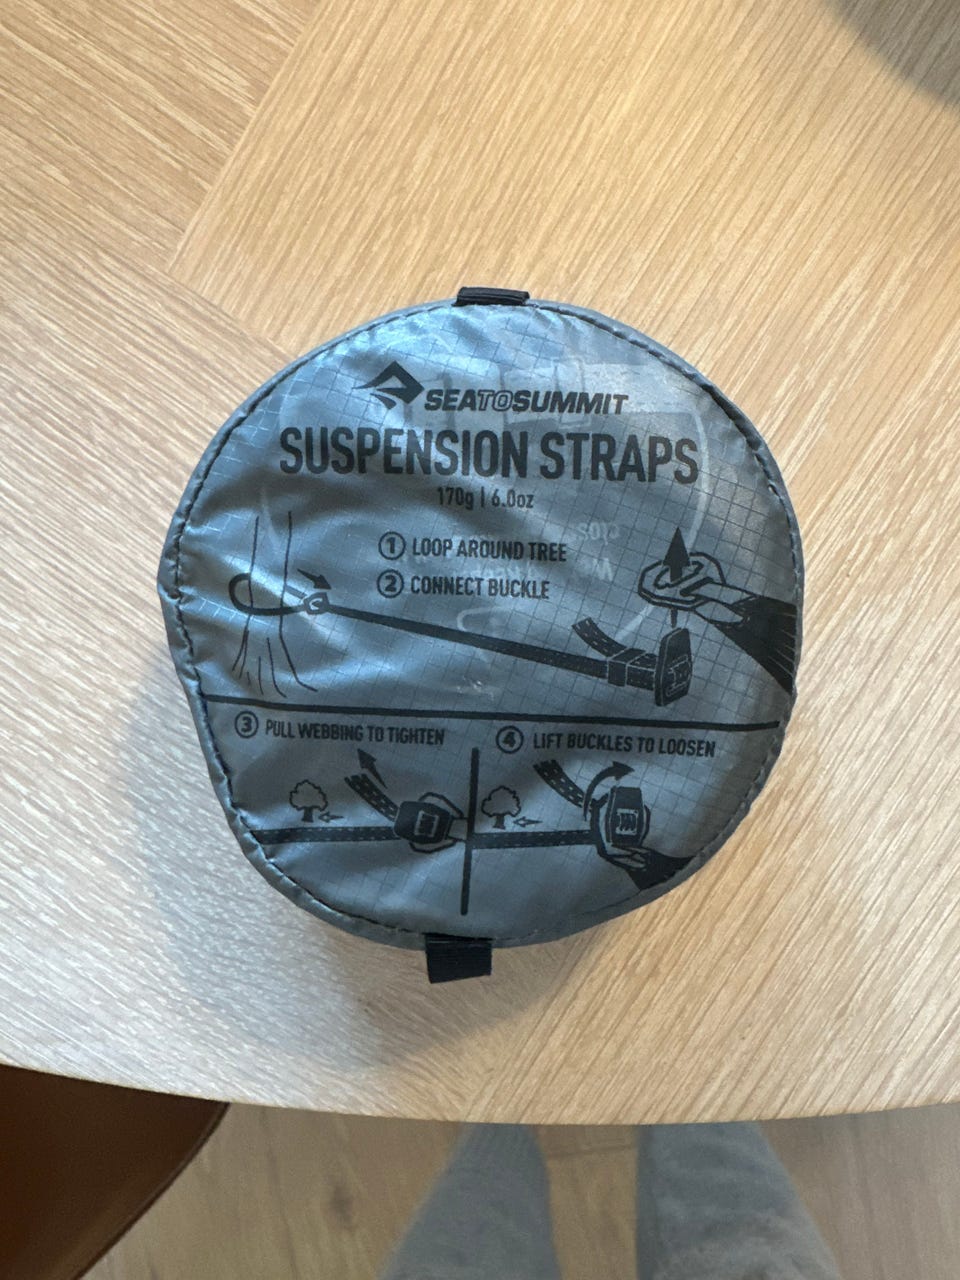 SEATOSUMMIT
SUSPENSION STRAPS
170g | 6.0oz
① LOOP AROUND TREE
② CONNECT BUCKLE
③ PULL WEBBING TO TIGHTEN
④ LIFT BUCKLES TO LOOSEN